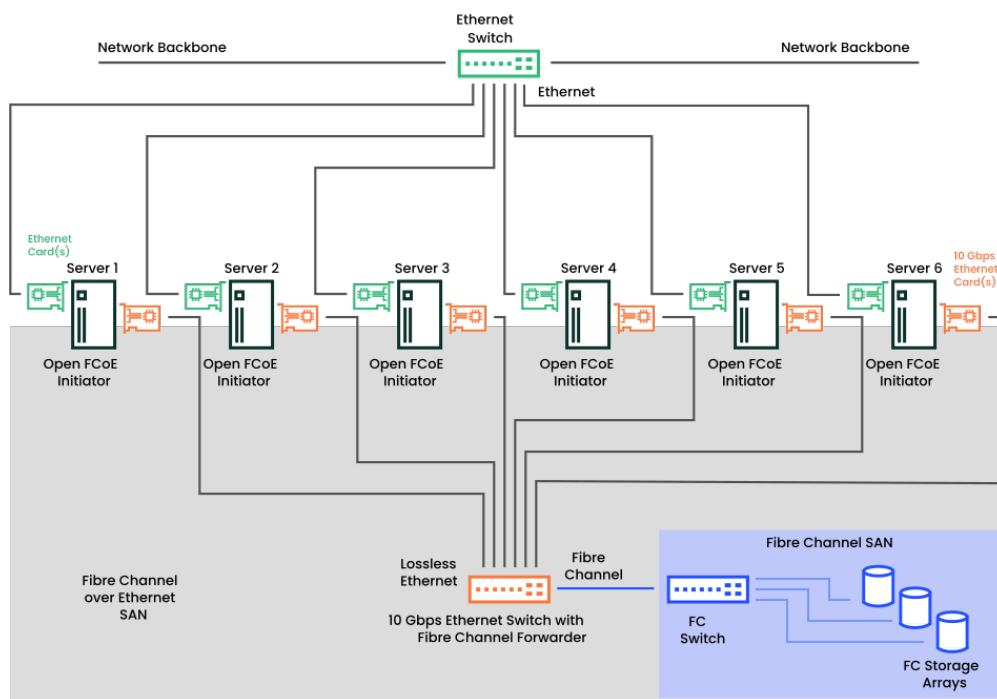 Ethernet
Switch
Network Backbone
Network Backbone
Ethernet
Ethernet
Card(s)
10 Gbps
Ethernet
Card(s)
Server 1
Server 2
Server 3
Server 4
Server 5
Server 6
Open FCoE
Initiator
Open FCoE
Initiator
Open FCoE
Initiator
Open FCoE
Initiator
Open FCoE
Initiator
Open FCoE
Initiator
Fibre Channel
over Ethernet
SAN
Lossless
Ethernet
Fibre
Channel
10 Gbps Ethernet Switch with
Fibre Channel Forwarder
Fibre Channel SAN
FC
Switch
FC Storage
Arrays